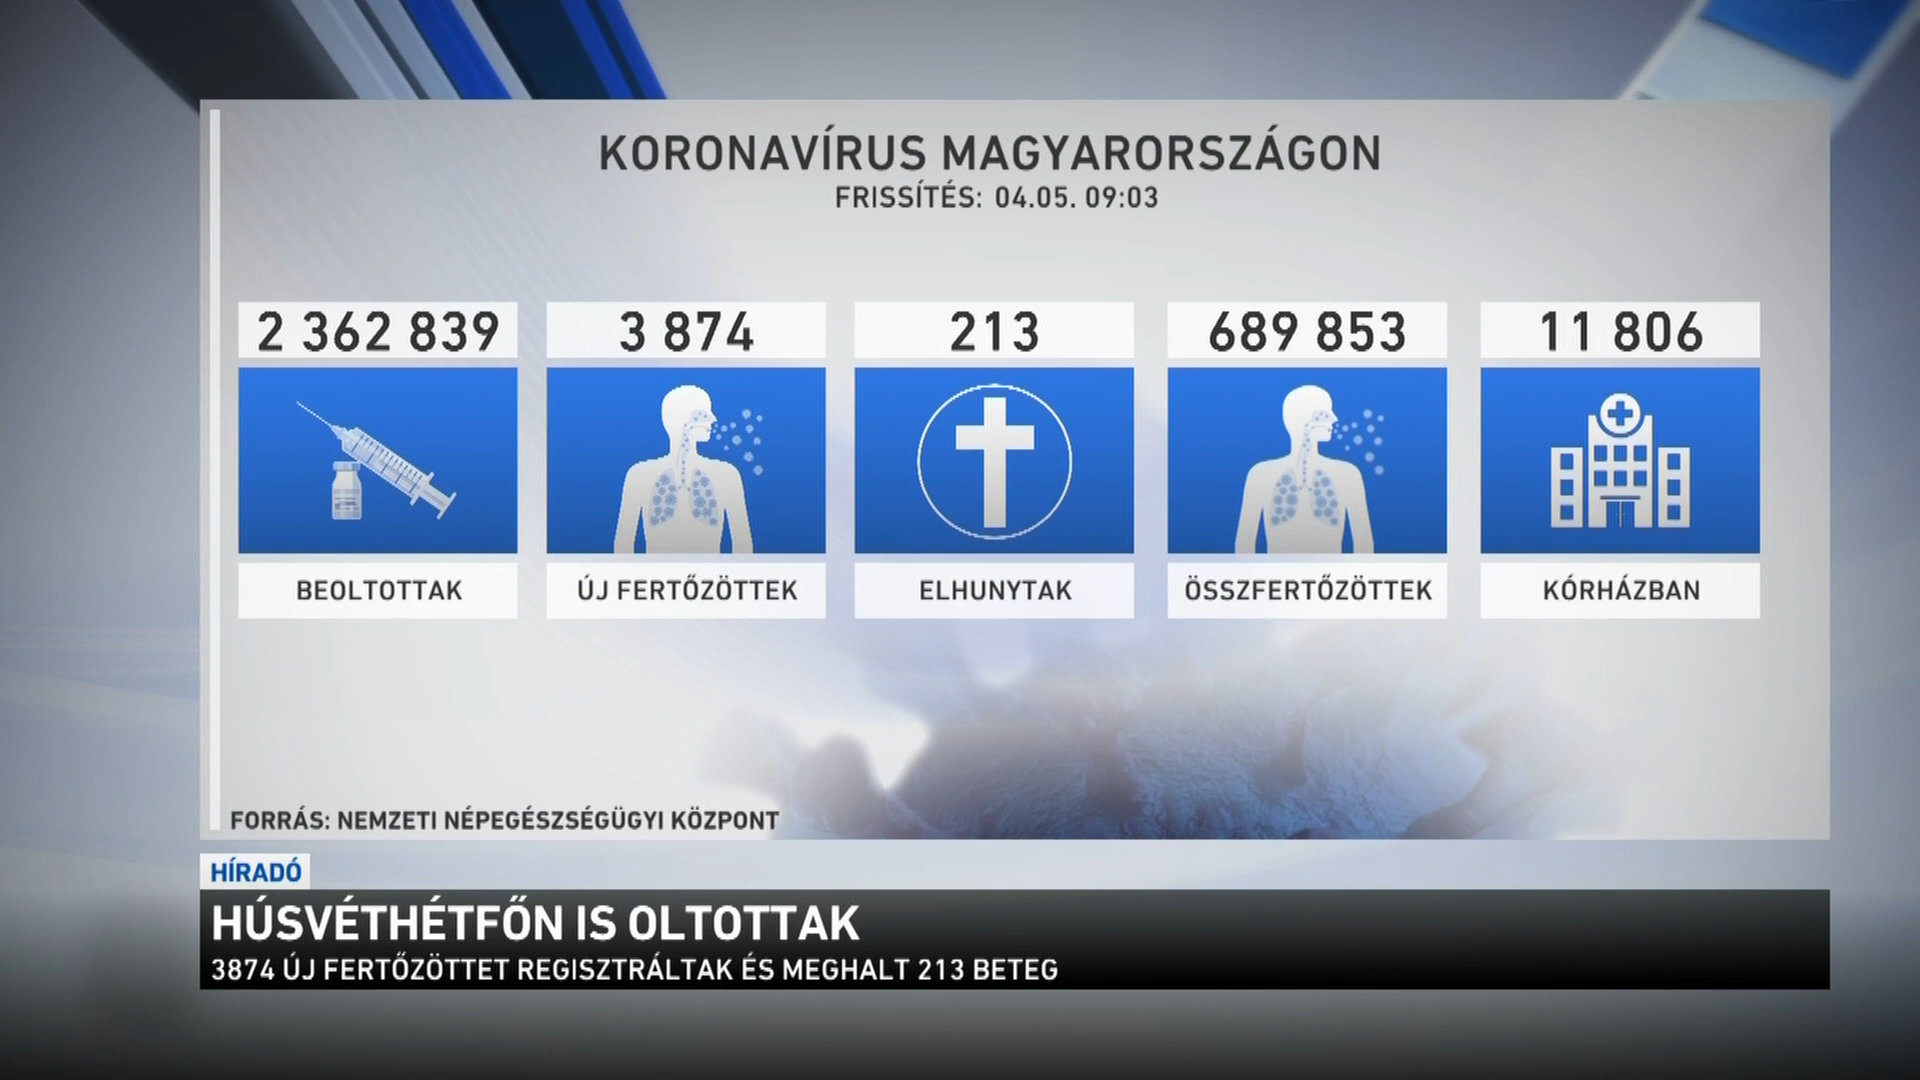 KORONAVÍRUS MAGYARORSZÁGON
FRISSÍTÉS: 04.05. 09:03
2 362 839
3 874
213
689 853
11 806
BEOLTOTTAK
ÚJ FERTŐZÖTTEK
ELHUNYTAK
ÖSSZFERTŐZÖTTEK
KÓRHÁZBAN
FORRÁS: NEMZETI NÉPEGÉSZSÉGÜGYI KÖZPONT
HÍRADÓ
HÚSVÉTHÉTFŐN IS OLTOTTAK
3874 ÚJ FERTŐZÖTTET REGISZTRÁLTAK ÉS MEGHALT 213 BETEG